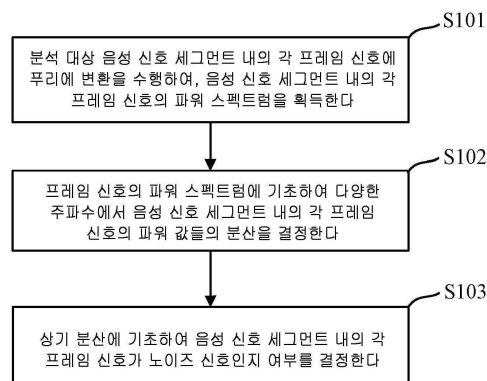 S101
분석 대상 음성 신호 세그먼트 내의 각 프레임 신호에
푸리에 변환을 수행하여, 음성 신호 세그먼트 내의 각
프레임 신호의 파워 스펙트럼을 획득한다
S102
프레임 신호의 파워 스펙트럼에 기초하여 다양한
주파수에서 음성 신호 세그먼트 내의 각 프레임
신호의 파워 값들의 분산을 결정한다
S103
상기 분산에 기초하여 음성 신호 세그먼트 내의 각
프레임 신호가 노이즈 신호인지 여부를 결정한다